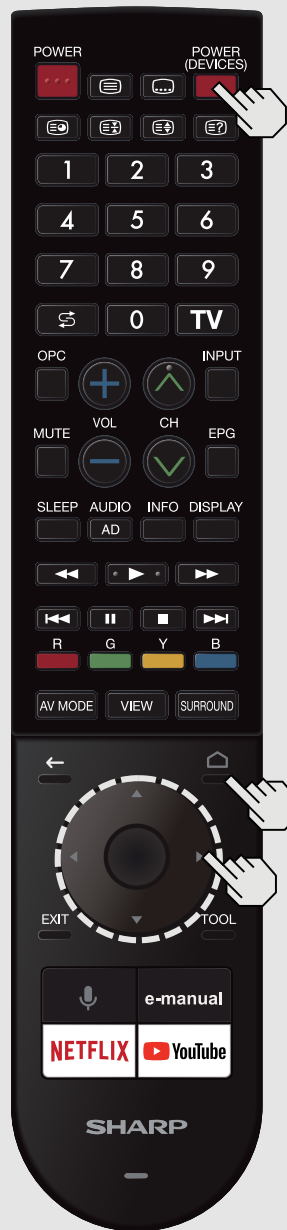 POWER POWER
(DEVICES)
1 2 3
4 5 6
7 8 9
0 TV
OPC INPUT
VOL CH
MUTE EPG
SLEEP AUDIO INFO DISPLAY
AD
R G Y B
AV MODE VIEW SURROUND
EXIT TOOL
e-manual
NETFLIX YouTube
SHARP